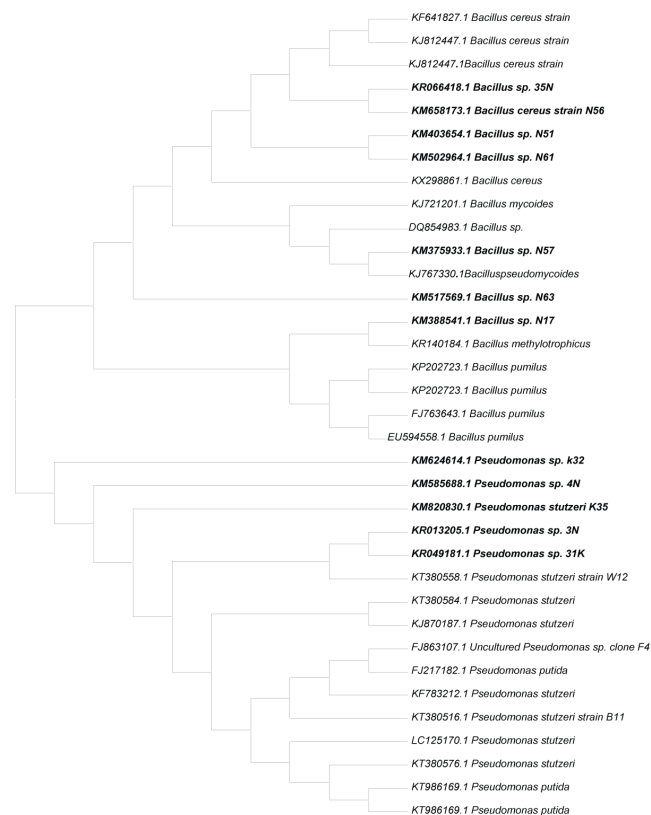 KF641827.1 Bacillus cereus strain
KJ812447.1 Bacillus cereus strain
KJ812447.1Bacillus cereus strain
KR066418.1 Bacillus sp. 35N
KM658173.1 Bacillus cereus strain N56
KM403654.1 Bacillus sp. N51
KM502964.1 Bacillus sp. N61
KX298861.1 Bacillus cereus
KJ721201.1 Bacillus mycoides
DQ854983.1 Bacillus sp.
KM375933.1 Bacillus sp. N57
KJ767330.1Bacilluspseudomycoides
KM517569.1 Bacillus sp. N63
KM388541.1 Bacillus sp. N17
KR140184.1 Bacillus methylotrophicus
KP202723.1 Bacillus pumilus
KP202723.1 Bacillus pumilus
FJ763643.1 Bacillus pumilus
EU594558.1 Bacillus pumilus
KM624614.1 Pseudomonas sp. k32
KM585688.1 Pseudomonas sp. 4N
KM820830.1 Pseudomonas stutzeri K35
KR013205.1 Pseudomonas sp. 3N
KR049181.1 Pseudomonas sp. 31K
KT380558.1 Pseudomonas stutzeri strain W12
KT380584.1 Pseudomonas stutzeri
KJ870187.1 Pseudomonas stutzeri
FJ863107.1 Uncultured Pseudomonas sp. clone F4
FJ217182.1 Pseudomonas putida
KF783212.1 Pseudomonas stutzeri
KT380516.1 Pseudomonas stutzeri strain B11
LC125170.1 Pseudomonas stutzeri
KT380576.1 Pseudomonas stutzeri
KT986169.1 Pseudomonas putida
KT986169.1 Pseudomonas putida